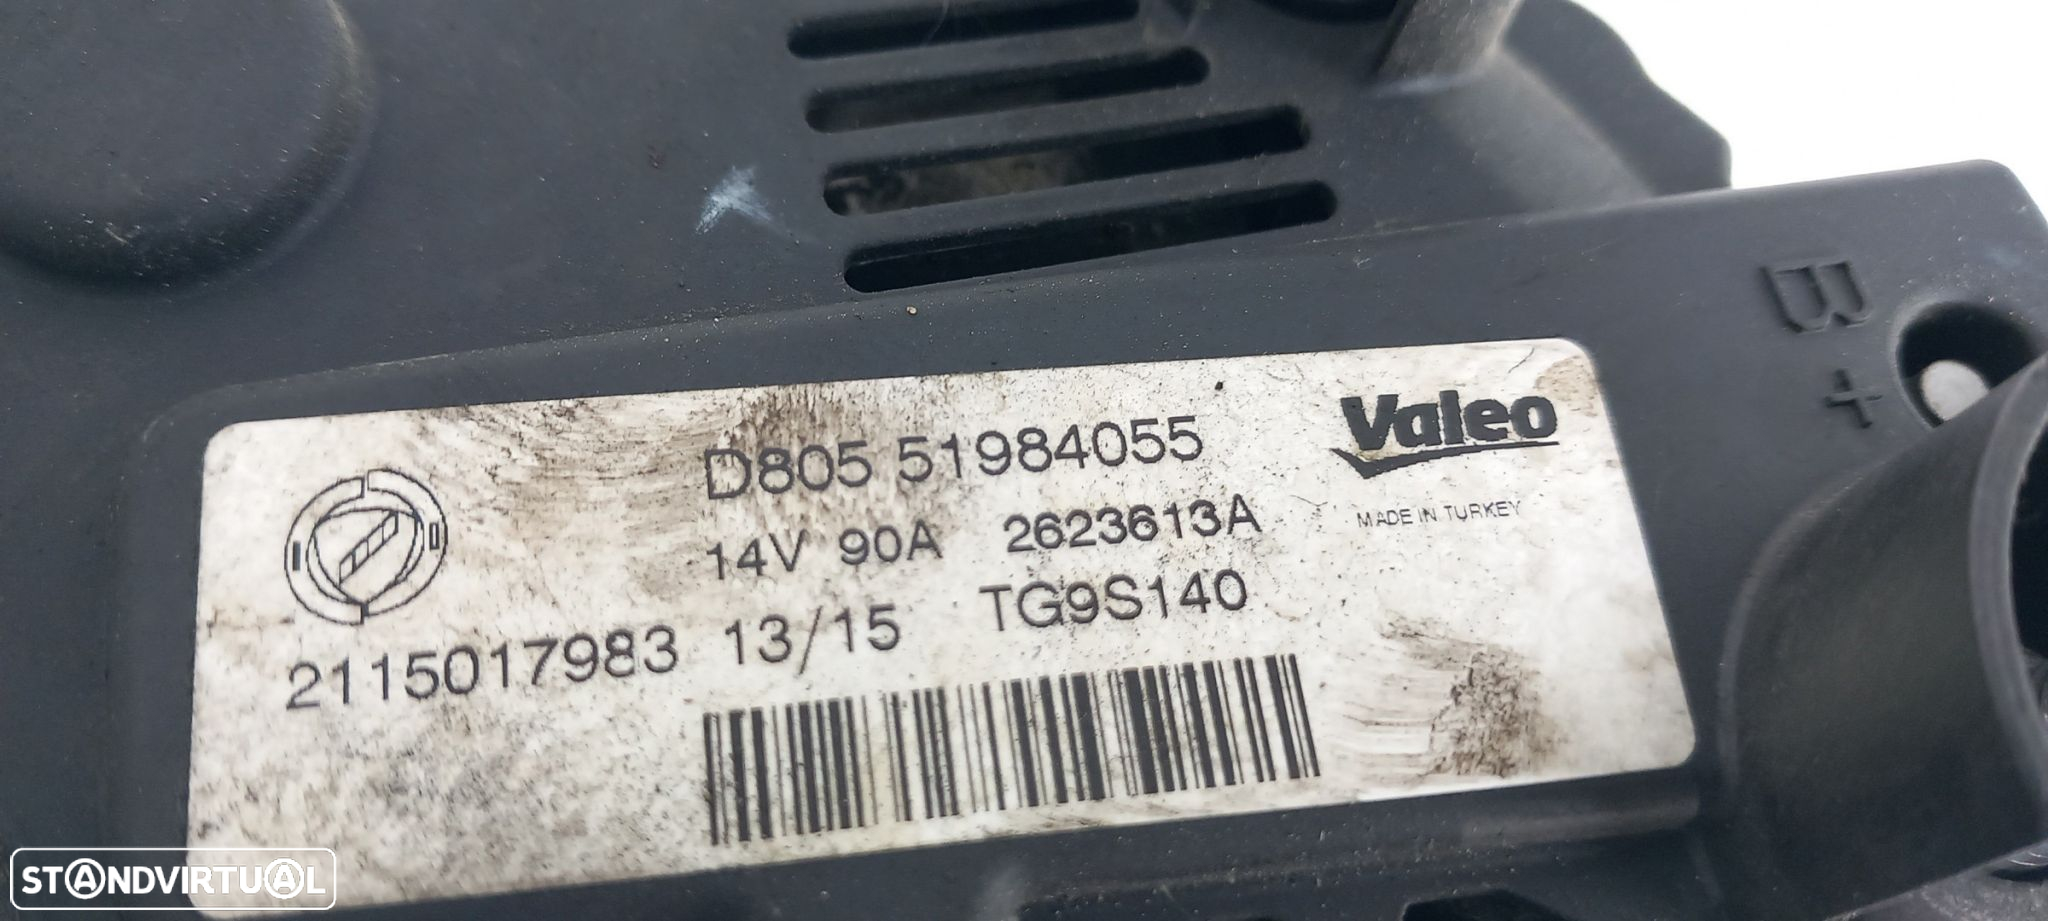 B+
D805 51984055
Valeo
14V 90A 2623613A
MADE IN TURKEY
2115017983 13/15 TG9S140
STANDVIRTUAL